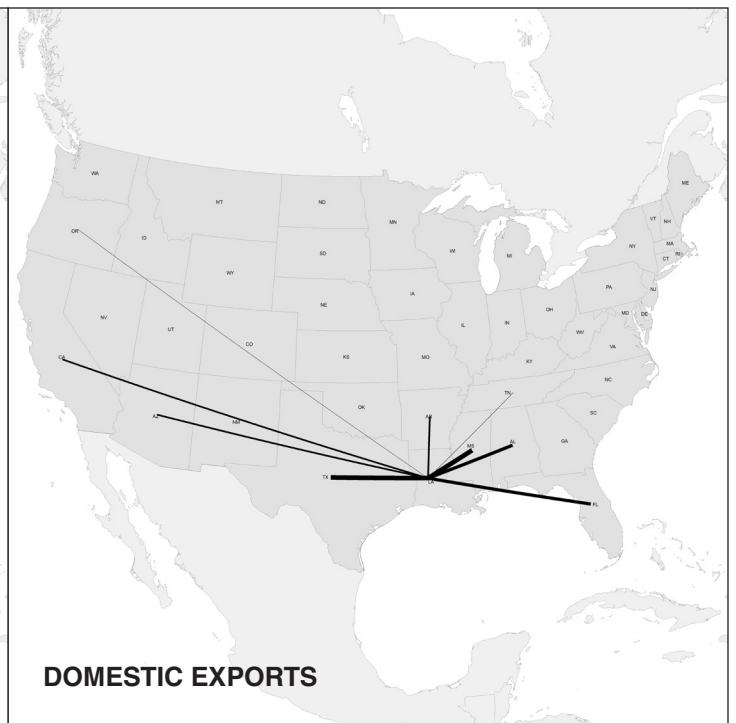 WA
MT
ND
MN
ME
VT
NH
OR
ID
SD
WI
MI
NY
MA
CT
RI
WY
IA
PA
NJ
NE
NV
UT
CO
IL
IN
OH
MD
DE
WV
VA
CA
KS
MO
KY
AZ
NM
OK
AR
TN
NC
SC
MS
AL
GA
TX
LA
FL
DOMESTIC EXPORTS